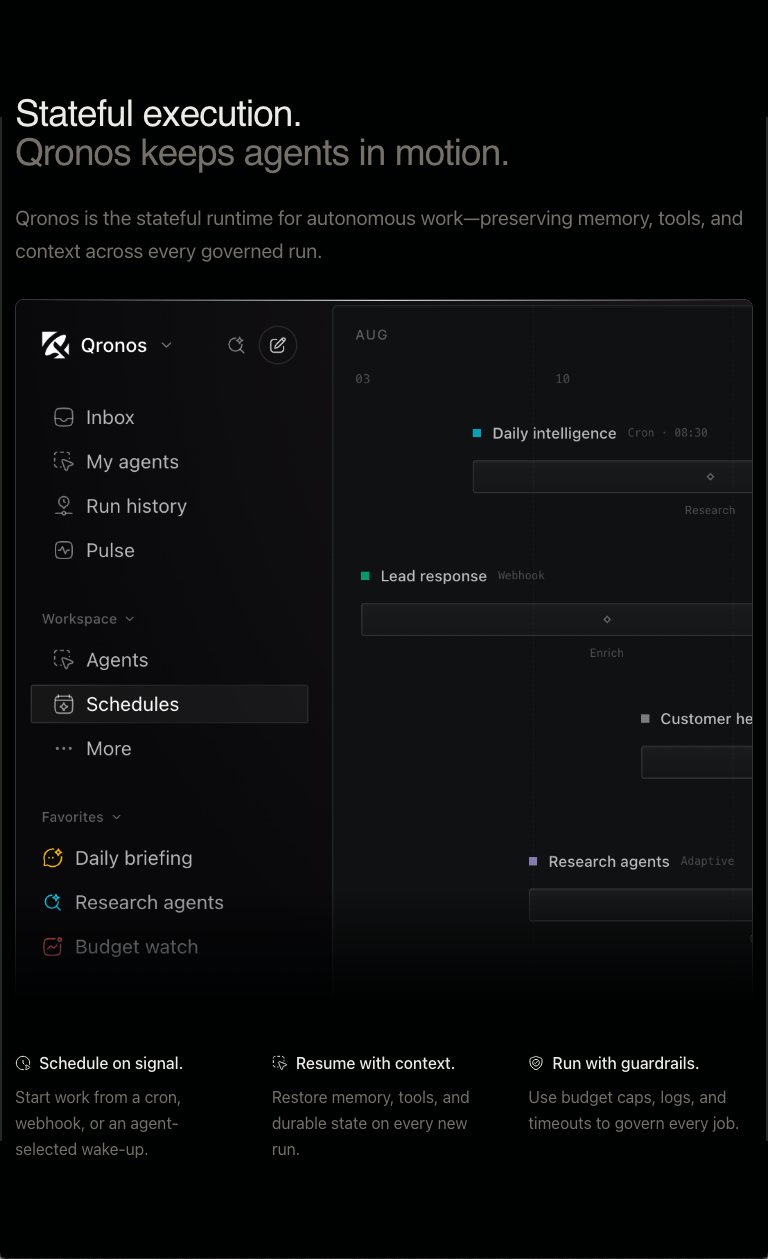 Stateful execution.
Qronos keeps agents in motion.
Qronos is the stateful runtime for autonomous work—preserving memory, tools, and
context across every governed run.
Qronos
Inbox
My agents
Run history
Pulse
Workspace
Agents
Schedules
More
Favorites
Daily briefing
Research agents
Budget watch
AUG
03 10
Daily intelligence Cron · 08:30
Research
Lead response Webhook
Enrich
Customer he
Research agents Adaptive
Schedule on signal.
Start work from a cron,
webhook, or an agent-
selected wake-up.
Resume with context.
Restore memory, tools, and
durable state on every new
run.
Run with guardrails.
Use budget caps, logs, and
timeouts to govern every job.